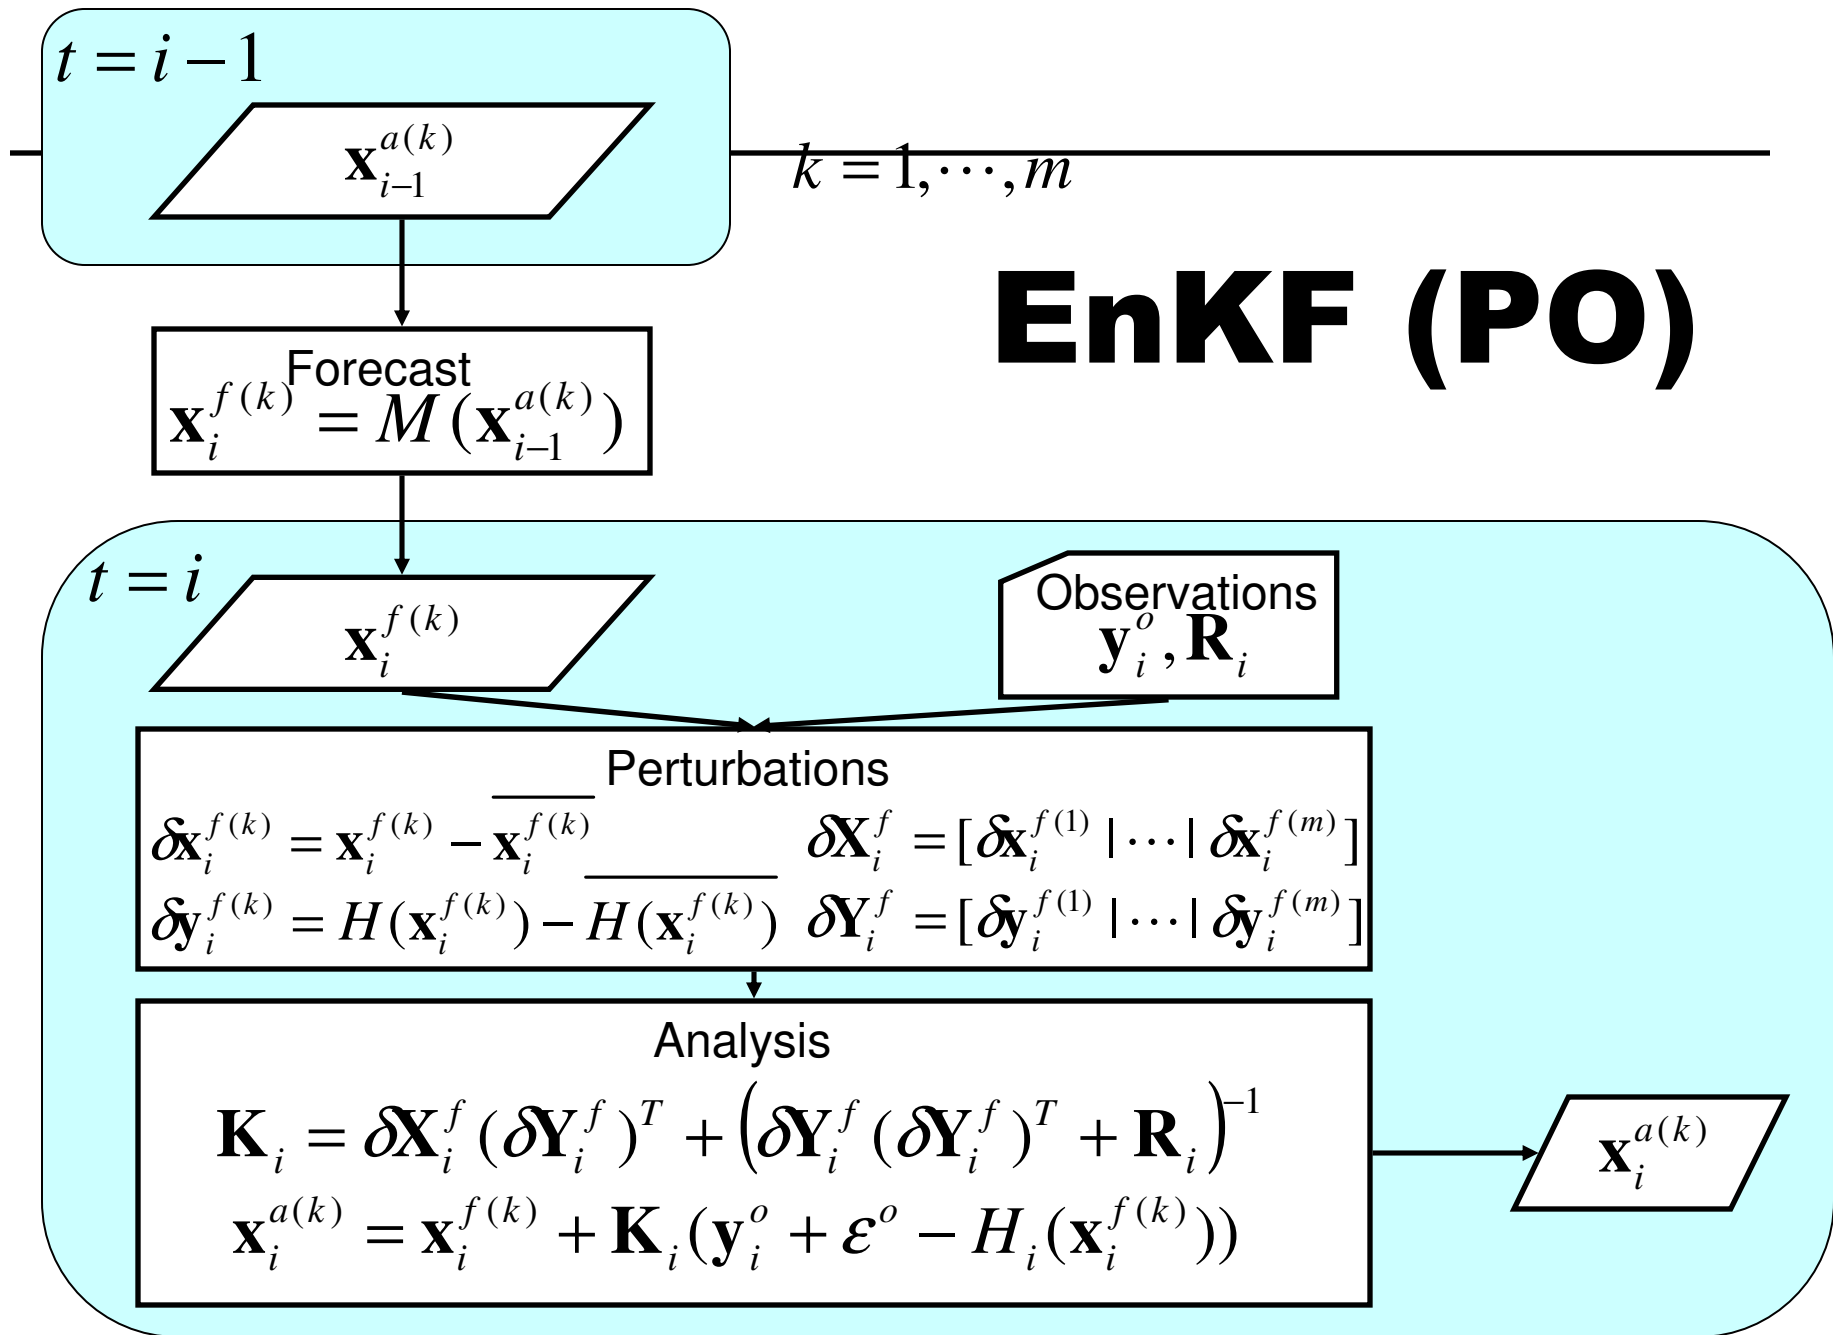 t = i − 1
x_{i−1}^{a(k)}
k = 1,⋯,m
EnKF (PO)
Forecast
x_i^{f(k)} = M(x_{i−1}^{a(k)})
t = i
x_i^{f(k)}
Observations
y_i^o, R_i
Perturbations
δx_i^{f(k)} = x_i^{f(k)} − \overline{x_i^{f(k)}} δX_i^f = [δx_i^{f(1)} | ⋯ | δx_i^{f(m)}]
δy_i^{f(k)} = H(x_i^{f(k)}) − \overline{H(x_i^{f(k)})} δY_i^f = [δy_i^{f(1)} | ⋯ | δy_i^{f(m)}]
Analysis
K_i = δX_i^f (δY_i^f)^T + (δY_i^f (δY_i^f)^T + R_i)^{−1}
x_i^{a(k)} = x_i^{f(k)} + K_i(y_i^o + ε^o − H_i(x_i^{f(k)}))
x_i^{a(k)}